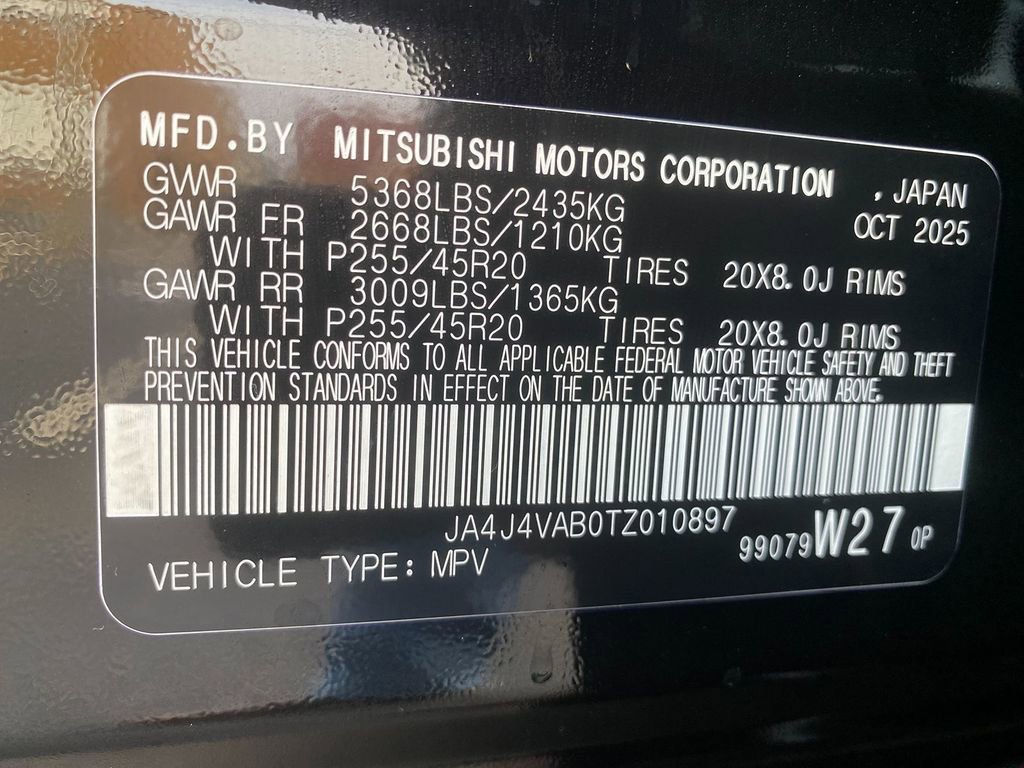 MFD.BY MITSUBISHI MOTORS CORPORATION , JAPAN
GVWR 5368LBS/2435KG OCT 2025
GAWR FR 2668LBS/1210KG
WITH P255/45R20 TIRES 20X8.0J RIMS
GAWR RR 3009LBS/1365KG
WITH P255/45R20 TIRES 20X8.0J RIMS
THIS VEHICLE CONFORMS TO ALL APPLICABLE FEDERAL MOTOR VEHICLE SAFETY AND THEFT
PREVENTION STANDARDS IN EFFECT ON THE DATE OF MANUFACTURE SHOWN ABOVE.
JA4J4VAB0TZ010897
99079W270P
VEHICLE TYPE: MPV